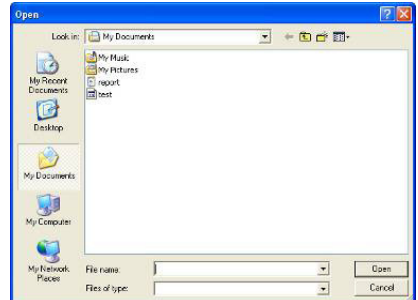 Open
Look in:
My Documents
My Music
My Pictures
report
test
My Recent
Documents
Desktop
My Documents
My Computer
My Network
Places
File name:
Open
Files of type:
Cancel